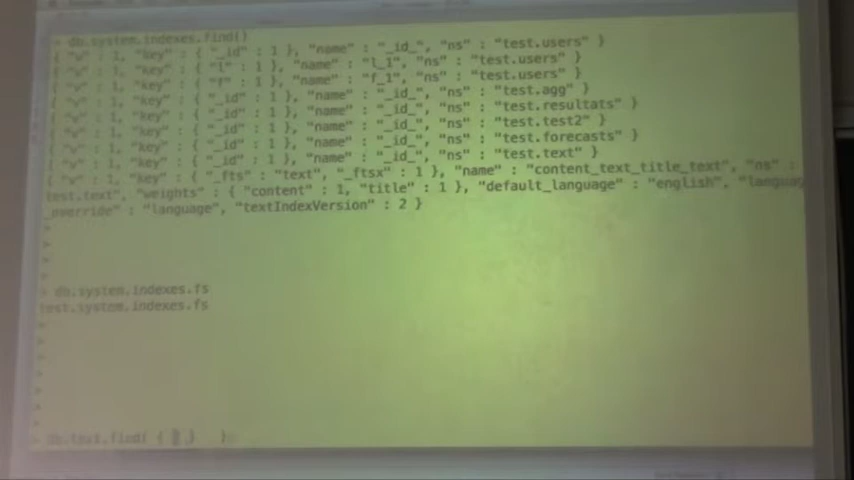 > db.system.indexes.find()
{ "v" : 1, "key" : { "_id" : 1 }, "name" : "_id_", "ns" : "test.users" }
{ "v" : 1, "key" : { "l" : 1 }, "name" : "l_1", "ns" : "test.users" }
{ "v" : 1, "key" : { "f" : 1 }, "name" : "f_1", "ns" : "test.users" }
{ "v" : 1, "key" : { "_id" : 1 }, "name" : "_id_", "ns" : "test.agg" }
{ "v" : 1, "key" : { "_id" : 1 }, "name" : "_id_", "ns" : "test.resultats" }
{ "v" : 1, "key" : { "_id" : 1 }, "name" : "_id_", "ns" : "test.test2" }
{ "v" : 1, "key" : { "_id" : 1 }, "name" : "_id_", "ns" : "test.forecasts" }
{ "v" : 1, "key" : { "_id" : 1 }, "name" : "_id_", "ns" : "test.text" }
{ "v" : 1, "key" : { "_fts" : "text", "_ftsx" : 1 }, "name" : "content_text_title_text", "ns" :
test.text", "weights" : { "content" : 1, "title" : 1 }, "default_language" : "english", "languag
_override" : "language", "textIndexVersion" : 2 }
>
>
>
>
> db.system.indexes.fs
test.system.indexes.fs
>
>
>
>
>
>
>
> db.text.find( { } )